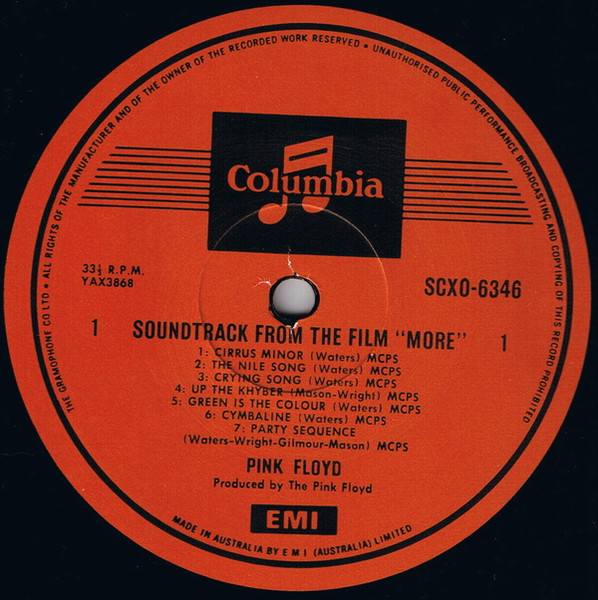 THE GRAMOPHONE CO LTD • ALL RIGHTS OF THE MANUFACTURER AND OF THE OWNER OF THE RECORDED WORK RESERVED • UNAUTHORISED PUBLIC PERFORMANCE BROADCASTING AND COPYING OF THIS RECORD PROHIBITED
Columbia
33⅓ R.P.M.
YAX3868
SCXO-6346
1 SOUNDTRACK FROM THE FILM "MORE" 1
1: CIRRUS MINOR (Waters) MCPS
2: THE NILE SONG (Waters) MCPS
3: CRYING SONG (Waters) MCPS
4: UP THE KHYBER (Mason-Wright) MCPS
5: GREEN IS THE COLOUR (Waters) MCPS
6: CYMBALINE (Waters) MCPS
7: PARTY SEQUENCE
(Waters-Wright-Gilmour-Mason) MCPS
PINK FLOYD
Produced by The Pink Floyd
EMI
MADE IN AUSTRALIA BY E M I (AUSTRALIA) LIMITED